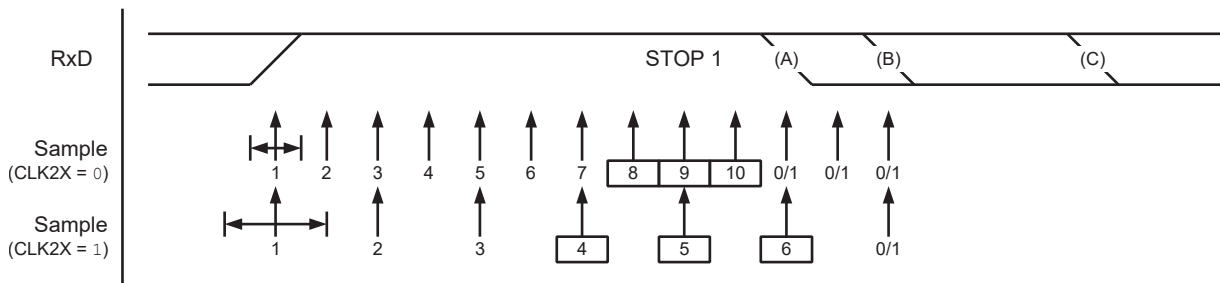 RxD
STOP 1
(A)
(B)
(C)
Sample
(CLK2X = 0)
1 2 3 4 5 6 7 8 9 10 0/1 0/1 0/1
Sample
(CLK2X = 1)
1 2 3 4 5 6 0/1